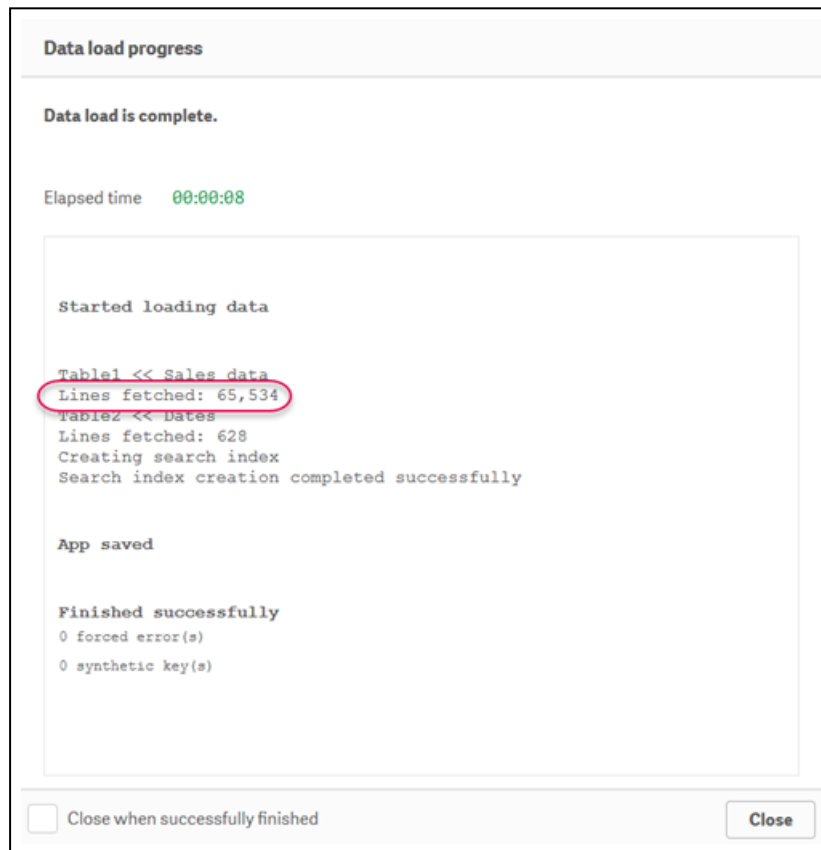 Data load progress
Data load is complete.
Elapsed time 00:00:08
Started loading data
Table1 << Sales data
Lines fetched: 65,534
Table2 << Dates
Lines fetched: 628
Creating search index
Search index creation completed successfully
App saved
Finished successfully
0 forced error(s)
0 synthetic key(s)
Close when successfully finished
Close